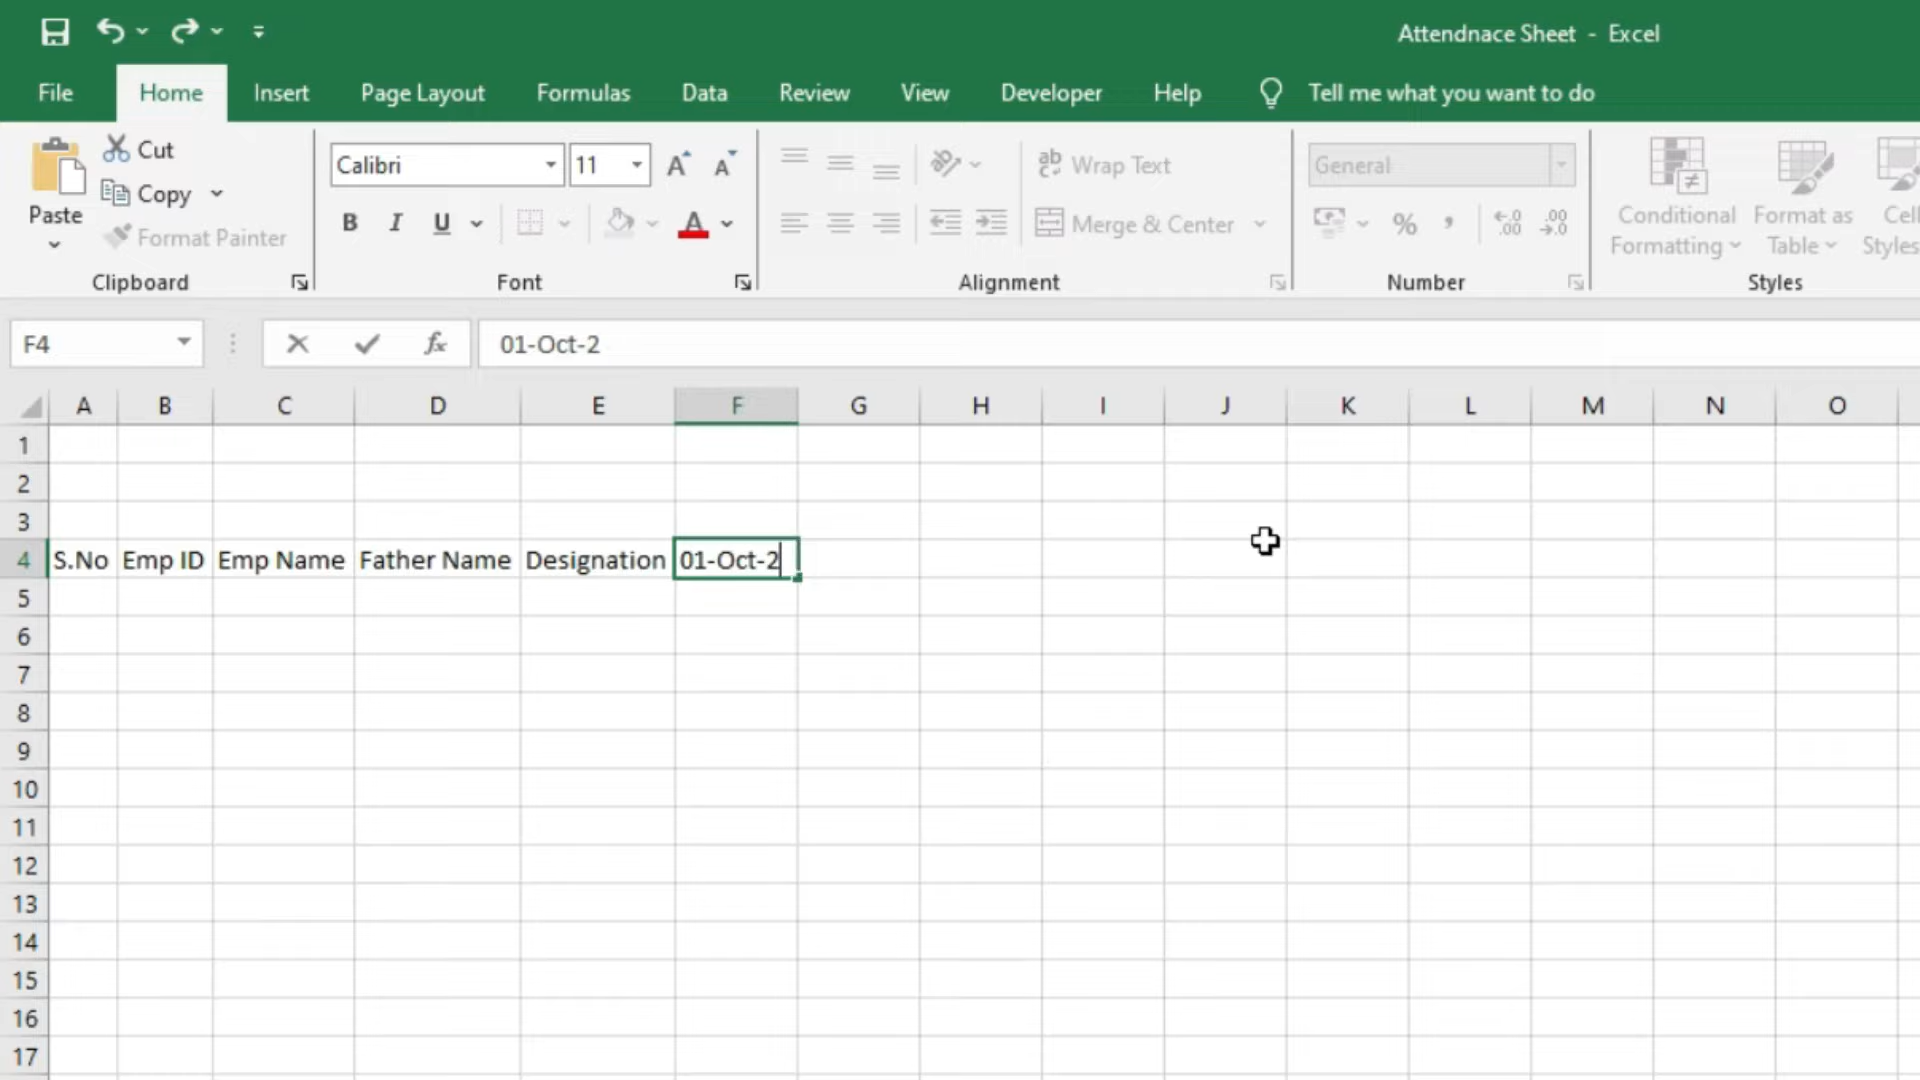 Attendnace Sheet - Excel
File Home Insert Page Layout Formulas Data Review View Developer Help Tell me what you want to do
Paste Cut Copy Format Painter Clipboard
Calibri 11 A A B I U A Font
ab Wrap Text Merge & Center Alignment
General % , .00 .00 Number
Conditional Formatting Format as Table Cell Styles Styles
F4 fx 01-Oct-2
A B C D E F G H I J K L M N O
1
2
3
4 S.No Emp ID Emp Name Father Name Designation 01-Oct-2
5
6
7
8
9
10
11
12
13
14
15
16
17